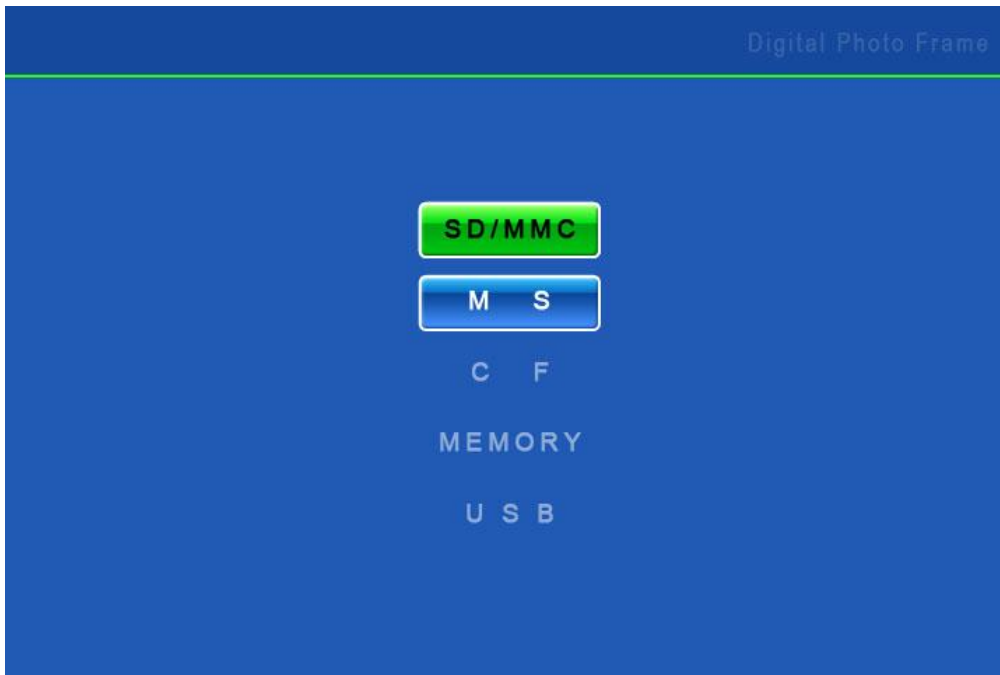 Digital Photo Frame
SD/MMC
M S
C F
MEMORY
U S B